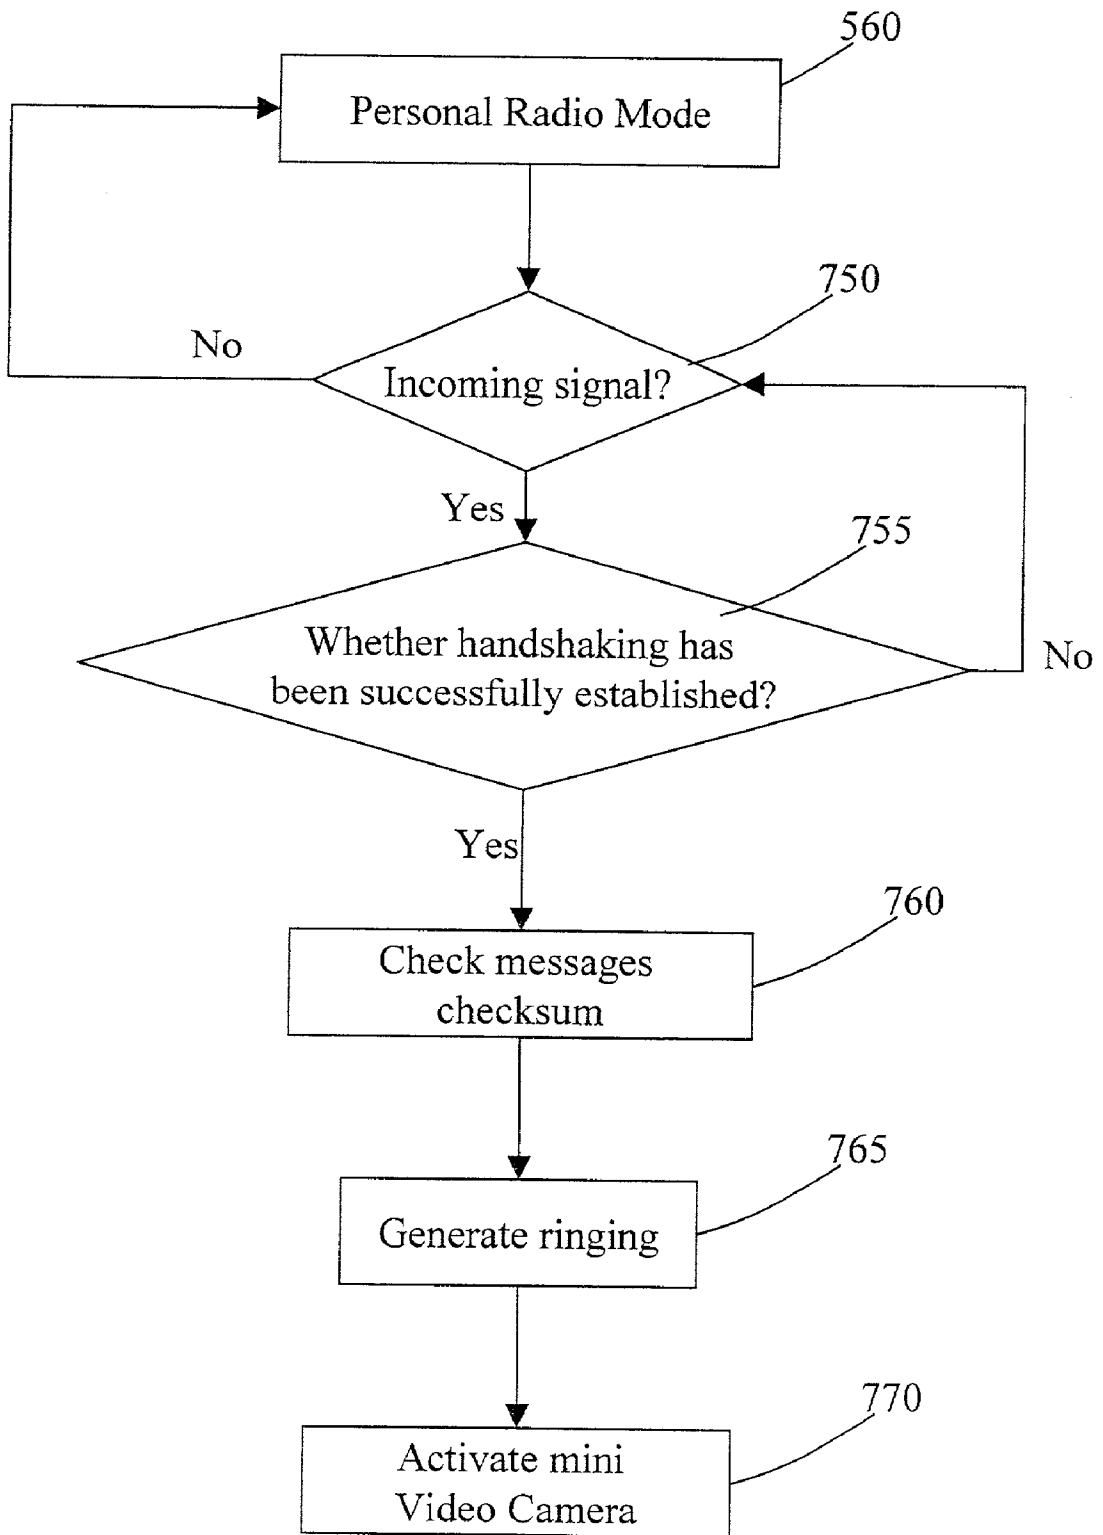 560
Personal Radio Mode
750
No
Incoming signal?
Yes
755
Whether handshaking has
been successfully established?
No
Yes
760
Check messages
checksum
765
Generate ringing
770
Activate mini
Video Camera